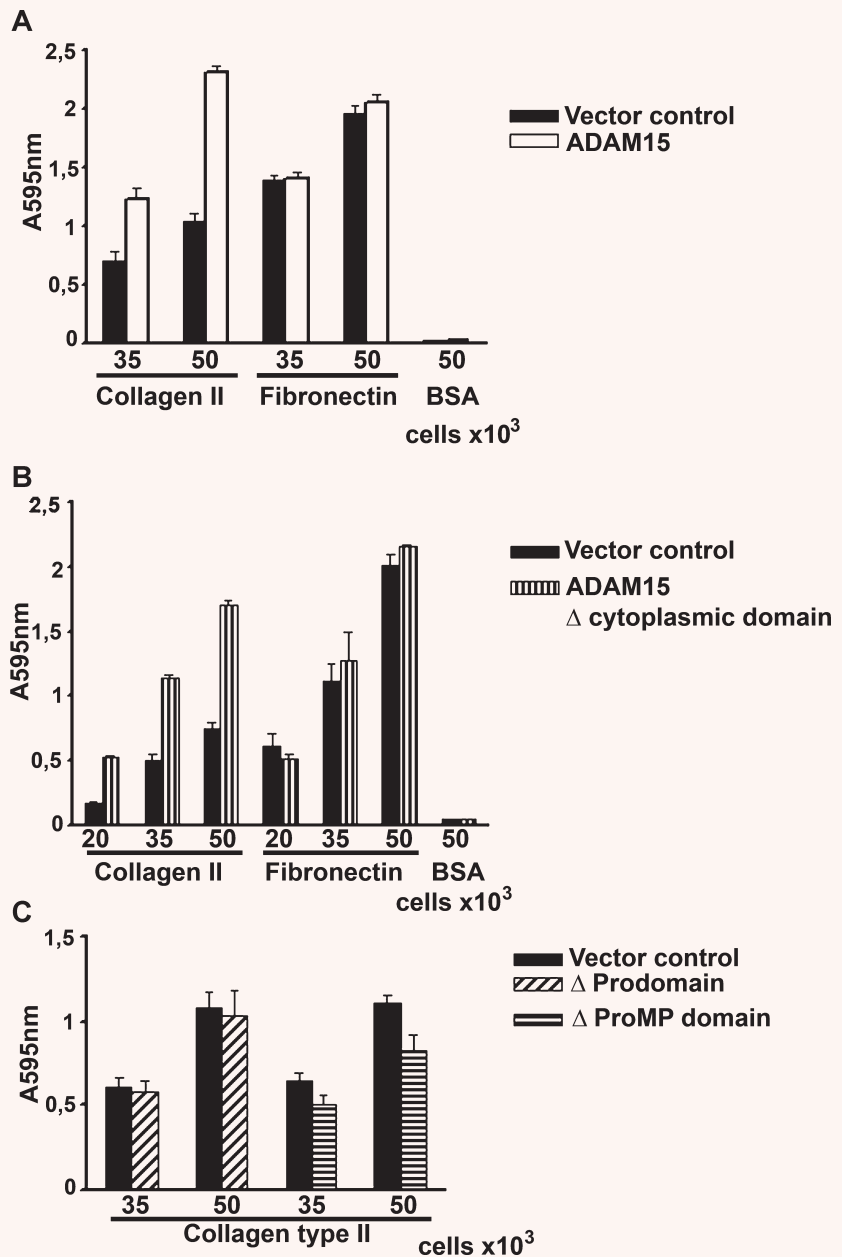 A
2,5
2
1,5
1
0,5
0
A595nm
Vector control
ADAM15
35 50 35 50 50
Collagen II Fibronectin BSA
cells x10³
B
2,5
2
1,5
1
0,5
0
A595nm
Vector control
ADAM15
Δ cytoplasmic domain
20 35 50 20 35 50 50
Collagen II Fibronectin BSA
cells x10³
C
1,5
1
0,5
0
A595nm
Vector control
Δ Prodomain
Δ ProMP domain
35 50 35 50
Collagen type II
cells x10³